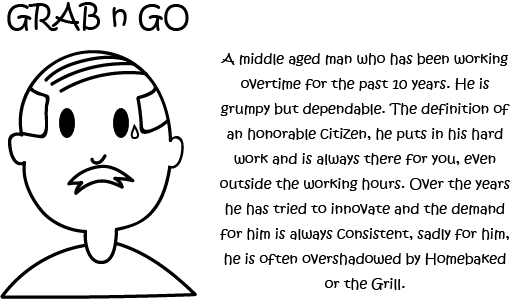 GRAB n GO
A middle aged man who has been working
overtime for the past 10 years. He is
grumpy but dependable. The definition of
an honorable citizen, he puts in his hard
work and is always there for you, even
outside the working hours. Over the years
he has tried to innovate and the demand
for him is always consistent, sadly for him,
he is often overshadowed by Homebaked
or the Grill.